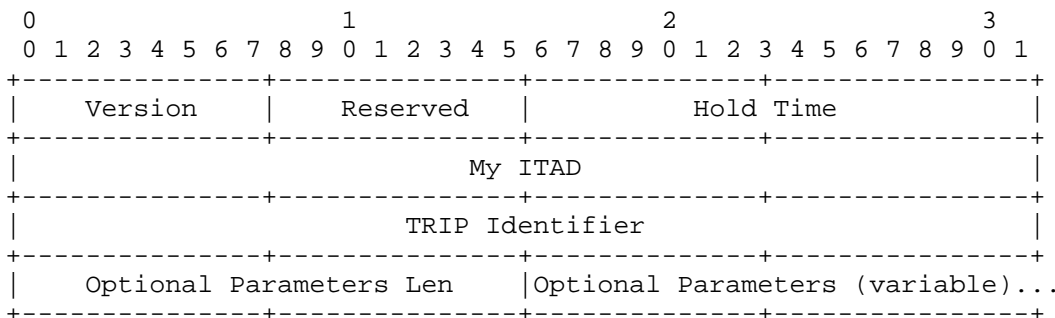 0                   1                   2                   3
0 1 2 3 4 5 6 7 8 9 0 1 2 3 4 5 6 7 8 9 0 1 2 3 4 5 6 7 8 9 0 1
+---------------+---------------+---------------+---------------+
|    Version    |    Reserved   |          Hold Time            |
+---------------+---------------+---------------+---------------+
|                            My ITAD                            |
+---------------+---------------+---------------+---------------+
|                        TRIP Identifier                        |
+---------------+---------------+---------------+---------------+
|    Optional Parameters Len    |Optional Parameters (variable)...
+---------------+---------------+---------------+---------------+